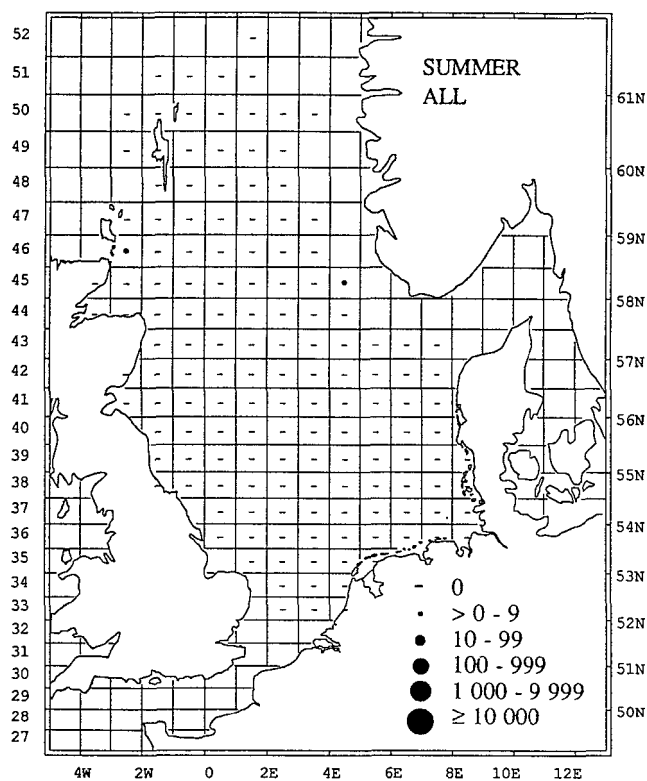 52
51
50
49
48
47
46
45
44
43
42
41
40
39
38
37
36
35
34
33
32
31
30
29
28
27
SUMMER
ALL
61N
60N
59N
58N
57N
56N
55N
54N
53N
52N
51N
50N
- 0
> 0 - 9
10 - 99
100 - 999
1 000 - 9 999
≥ 10 000
4W 2W 0 2E 4E 6E 8E 10E 12E